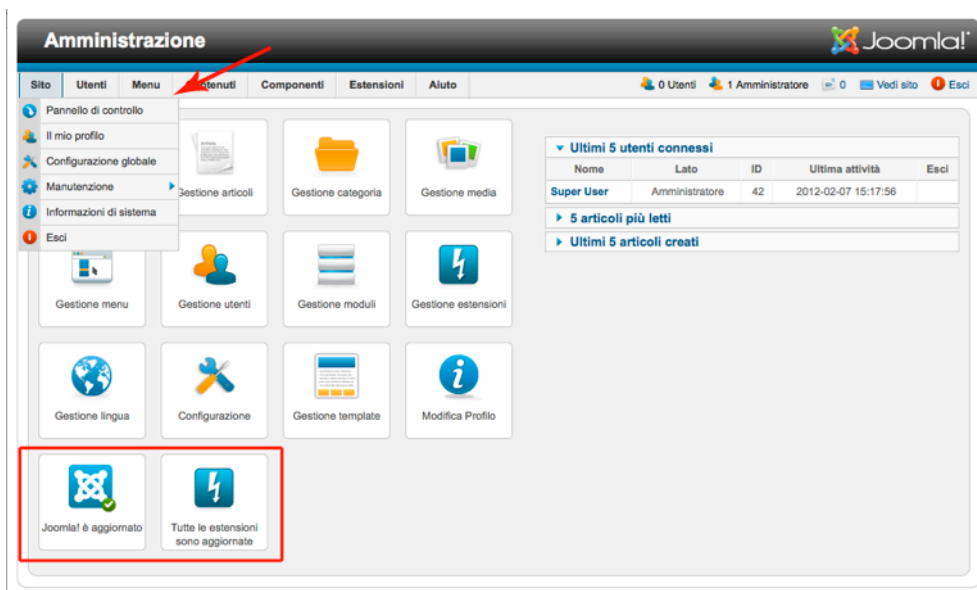 Amministrazione
Joomla!
Sito Utenti Menu Contenuti Componenti Estensioni Aiuto 0 Utenti 1 Amministratore 0 Vedi sito Esci
Pannello di controllo
Il mio profilo
Configurazione globale
Manutenzione
Informazioni di sistema
Esci
Gestione articoli Gestione categoria Gestione media
Ultimi 5 utenti connessi
Nome Lato ID Ultima attività Esci
Super User Amministratore 42 2012-02-07 15:17:56
5 articoli più letti
Ultimi 5 articoli creati
Gestione menu Gestione utenti Gestione moduli Gestione estensioni
Gestione lingua Configurazione Gestione template Modifica Profilo
Joomla! è aggiornato
Tutte le estensioni
sono aggiornate